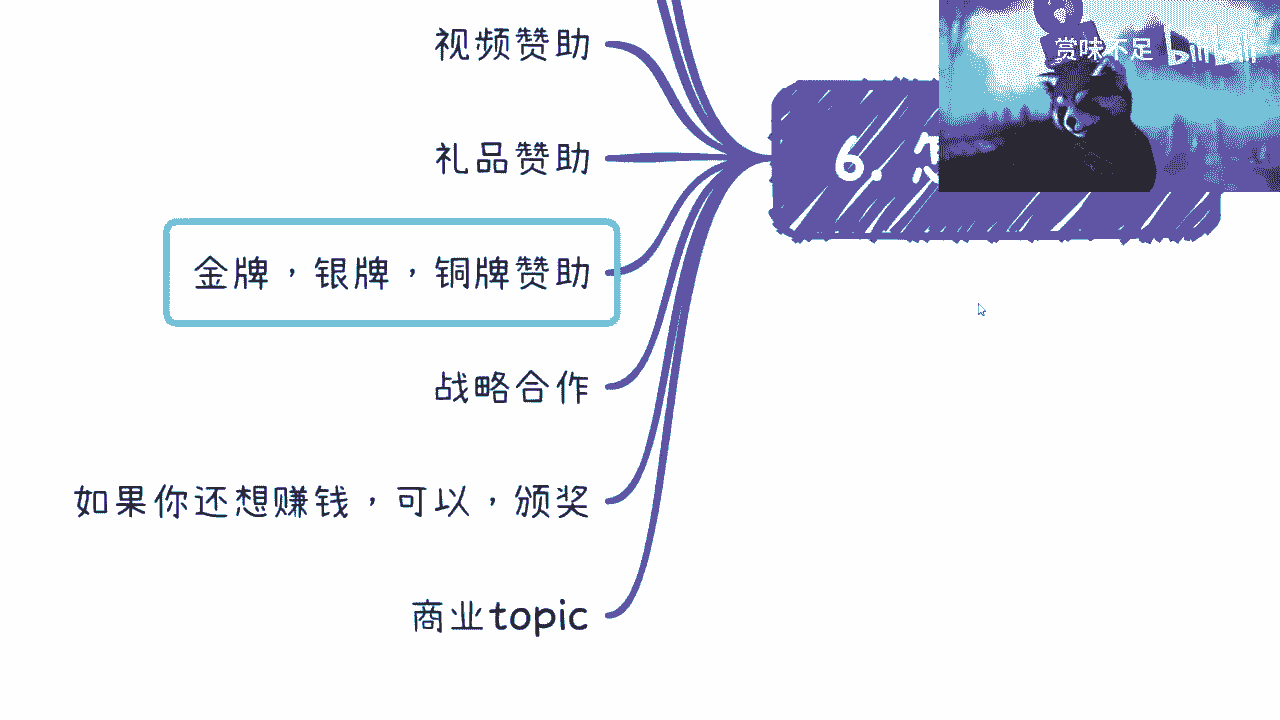 视频赞助
赏味不足 bilibili
礼品赞助
6. 怎
金牌，银牌，铜牌赞助
战略合作
如果你还想赚钱，可以，颁奖
商业topic